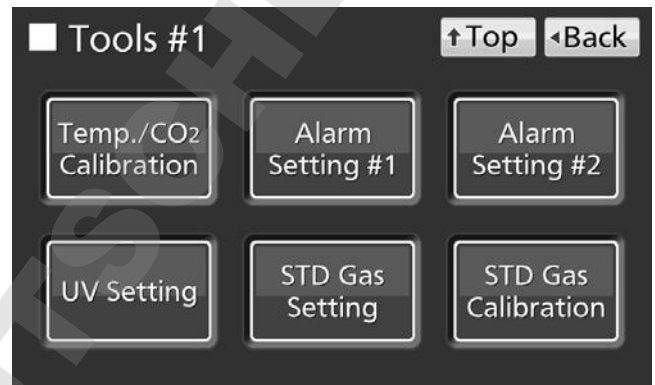 Tools #1
↑Top ◂Back
Temp./CO2
Calibration
Alarm
Setting #1
Alarm
Setting #2
UV Setting
STD Gas
Setting
STD Gas
Calibration